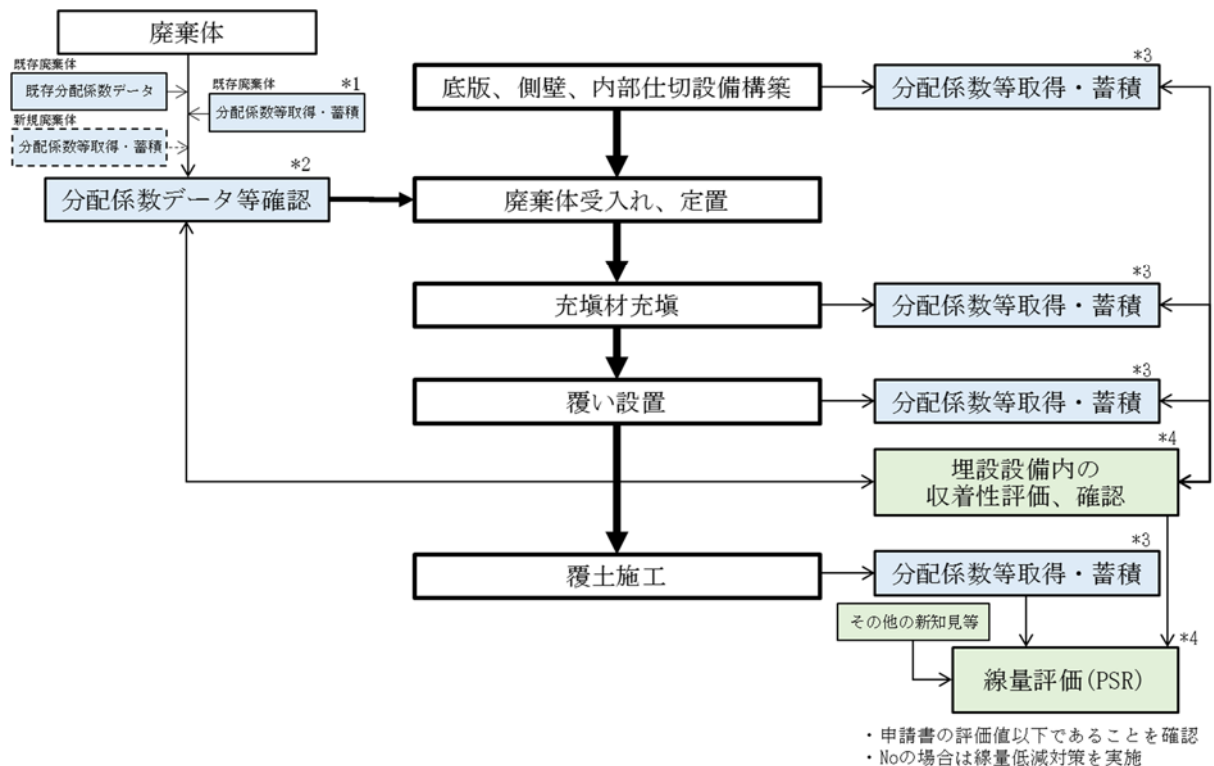 廃棄体
既存廃棄体
既存分配係数データ
既存廃棄体
*1
分配係数等取得・蓄積
新規廃棄体
分配係数等取得・蓄積
*2
分配係数データ等確認
底版、側壁、内部仕切設備構築
*3
分配係数等取得・蓄積
廃棄体受入れ、定置
充填材充填
*3
分配係数等取得・蓄積
覆い設置
*3
分配係数等取得・蓄積
*4
埋設設備内の
収着性評価、確認
覆土施工
*3
分配係数等取得・蓄積
その他の新知見等
*4
線量評価(PSR)
・申請書の評価値以下であることを確認
・Noの場合は線量低減対策を実施